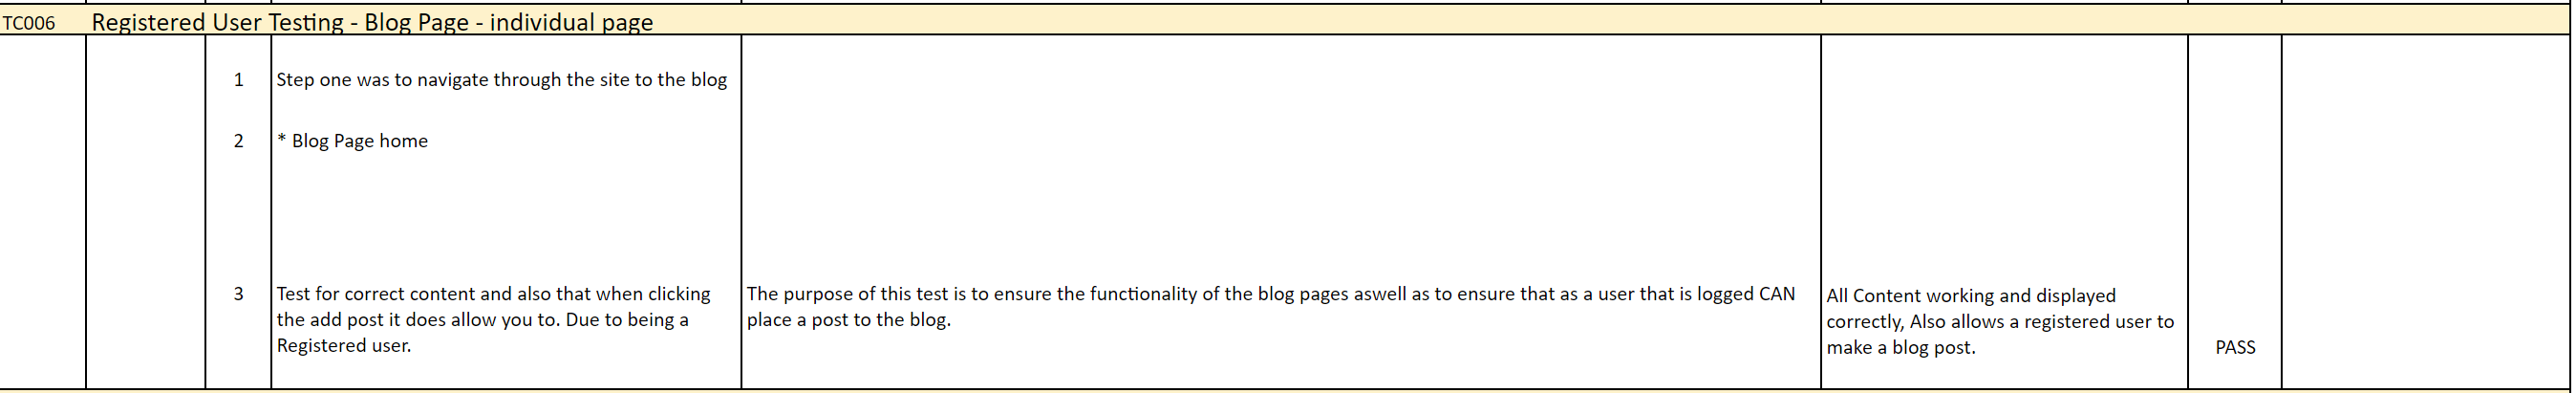 TC006 Registered User Testing - Blog Page - individual page
1 Step one was to navigate through the site to the blog
2 * Blog Page home
3 Test for correct content and also that when clicking
the add post it does allow you to. Due to being a
Registered user.
The purpose of this test is to ensure the functionality of the blog pages aswell as to ensure that as a user that is logged CAN
place a post to the blog.
All Content working and displayed
correctly, Also allows a registered user to
make a blog post.
PASS